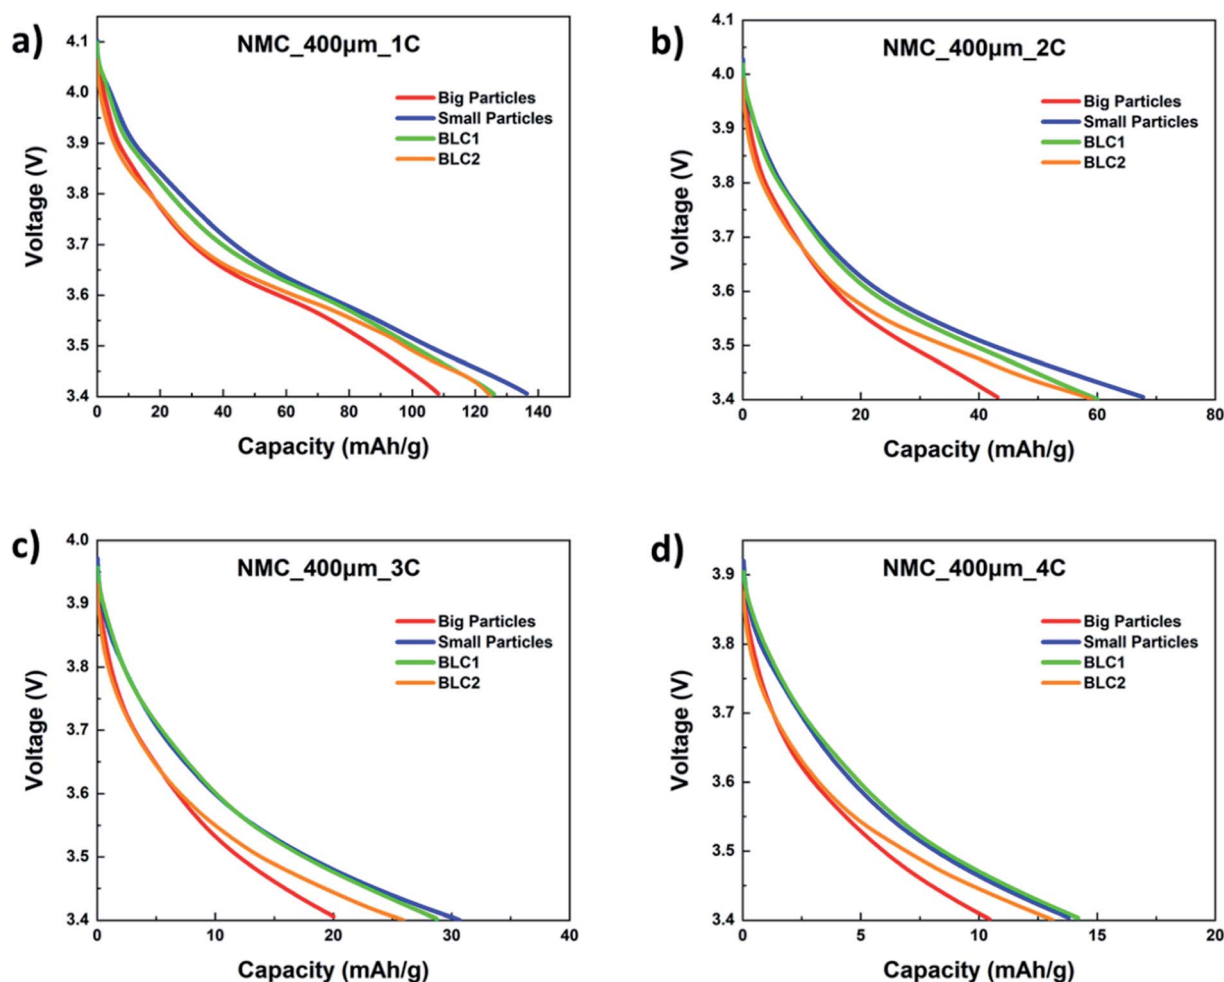 a)
NMC_400μm_1C
Big Particles
Small Particles
BLC1
BLC2
Voltage (V)
4.1
4.0
3.9
3.8
3.7
3.6
3.5
3.4
0 20 40 60 80 100 120 140
Capacity (mAh/g)
b)
NMC_400μm_2C
Big Particles
Small Particles
BLC1
BLC2
Voltage (V)
4.1
4.0
3.9
3.8
3.7
3.6
3.5
3.4
0 20 40 60 80
Capacity (mAh/g)
c)
NMC_400μm_3C
Big Particles
Small Particles
BLC1
BLC2
Voltage (V)
4.0
3.9
3.8
3.7
3.6
3.5
3.4
0 10 20 30 40
Capacity (mAh/g)
d)
NMC_400μm_4C
Big Particles
Small Particles
BLC1
BLC2
Voltage (V)
3.9
3.8
3.7
3.6
3.5
3.4
0 5 10 15 20
Capacity (mAh/g)